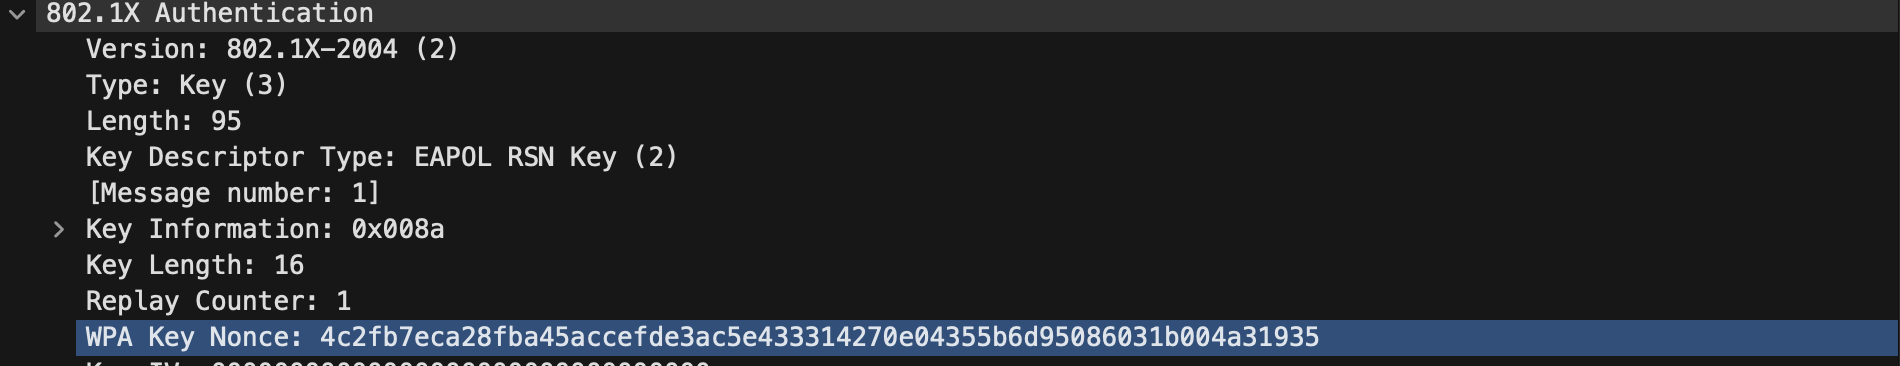 802.1X Authentication
Version: 802.1X-2004 (2)
Type: Key (3)
Length: 95
Key Descriptor Type: EAPOL RSN Key (2)
[Message number: 1]
Key Information: 0x008a
Key Length: 16
Replay Counter: 1
WPA Key Nonce: 4c2fb7eca28fba45accefde3ac5e433314270e04355b6d95086031b004a31935